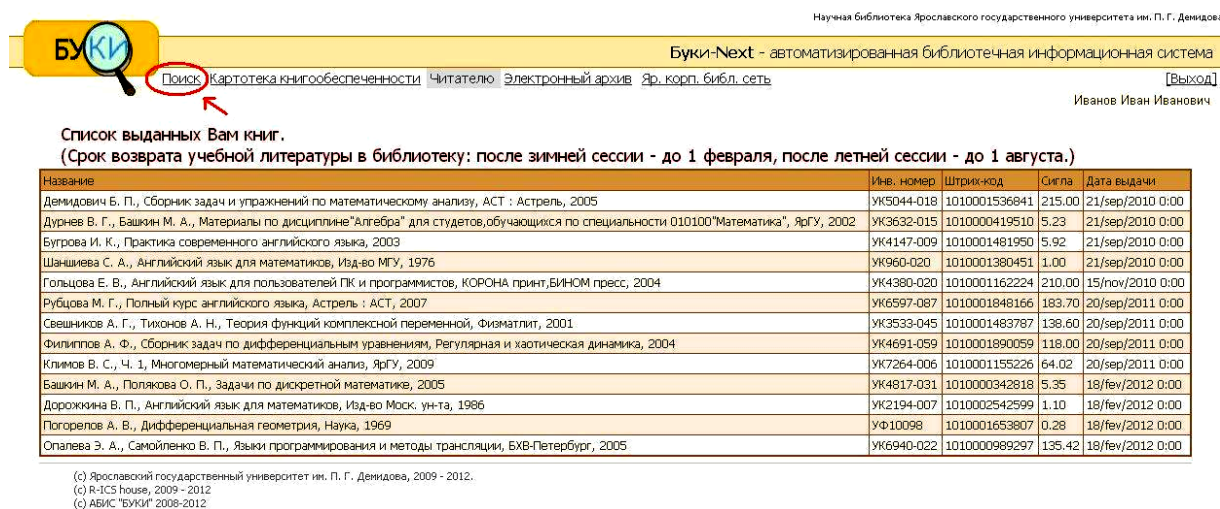 Научная библиотека Ярославского государственного университета им. П. Г. Демидова
БУКИ
Буки-Next - автоматизированная библиотечная информационная система
Поиск Картотека книгообеспеченности Читателю Электронный архив Яр. корп. библ. сеть [Выход]
Иванов Иван Иванович
Список выданных Вам книг.
(Срок возврата учебной литературы в библиотеку: после зимней сессии - до 1 февраля, после летней сессии - до 1 августа.)
Название Инв. номер Штрих-код Сигла Дата выдачи
Демидович Б. П., Сборник задач и упражнений по математическому анализу, АСТ : Астрель, 2005 УК5044-018 1010001536841 215.00 21/sep/2010 0:00
Дурнев В. Г., Башкин М. А., Материалы по дисциплине"Алгебра" для студетов,обучающихся по специальности 010100"Математика", ЯрГУ, 2002 УК3632-015 1010000419510 5.23 21/sep/2010 0:00
Бугрова И. К., Практика современного английского языка, 2003 УК4147-009 1010001481950 5.92 21/sep/2010 0:00
Шаншиева С. А., Английский язык для математиков, Изд-во МГУ, 1976 УК960-020 1010001380451 1.00 21/sep/2010 0:00
Гольцова Е. В., Английский язык для пользователей ПК и программистов, КОРОНА принт,БИНОМ пресс, 2004 УК4380-020 1010001162224 210.00 15/nov/2010 0:00
Рубцова М. Г., Полный курс английского языка, Астрель : АСТ, 2007 УК6597-087 1010001848166 183.70 20/sep/2011 0:00
Свешников А. Г., Тихонов А. Н., Теория функций комплексной переменной, Физматлит, 2001 УК3533-045 1010001483787 138.60 20/sep/2011 0:00
Филиппов А. Ф., Сборник задач по дифференциальным уравнениям, Регулярная и хаотическая динамика, 2004 УК4691-059 1010001890059 118.00 20/sep/2011 0:00
Климов В. С., Ч. 1, Многомерный математический анализ, ЯрГУ, 2009 УК7264-006 1010001155226 64.02 20/sep/2011 0:00
Башкин М. А., Полякова О. П., Задачи по дискретной математике, 2005 УК4817-031 1010000342818 5.35 18/fev/2012 0:00
Дорожкина В. П., Английский язык для математиков, Изд-во Моск. ун-та, 1986 УК2194-007 1010002542599 1.10 18/fev/2012 0:00
Погорелов А. В., Дифференциальная геометрия, Наука, 1969 УФ10098 1010001653807 0.28 18/fev/2012 0:00
Опалева Э. А., Самойленко В. П., Языки программирования и методы трансляции, БХВ-Петербург, 2005 УК6940-022 1010000989297 135.42 18/fev/2012 0:00
(c) Ярославский государственный университет им. П. Г. Демидова, 2009 - 2012.
(c) R-ICS house, 2009 - 2012
(c) АБИС "БУКИ" 2008-2012